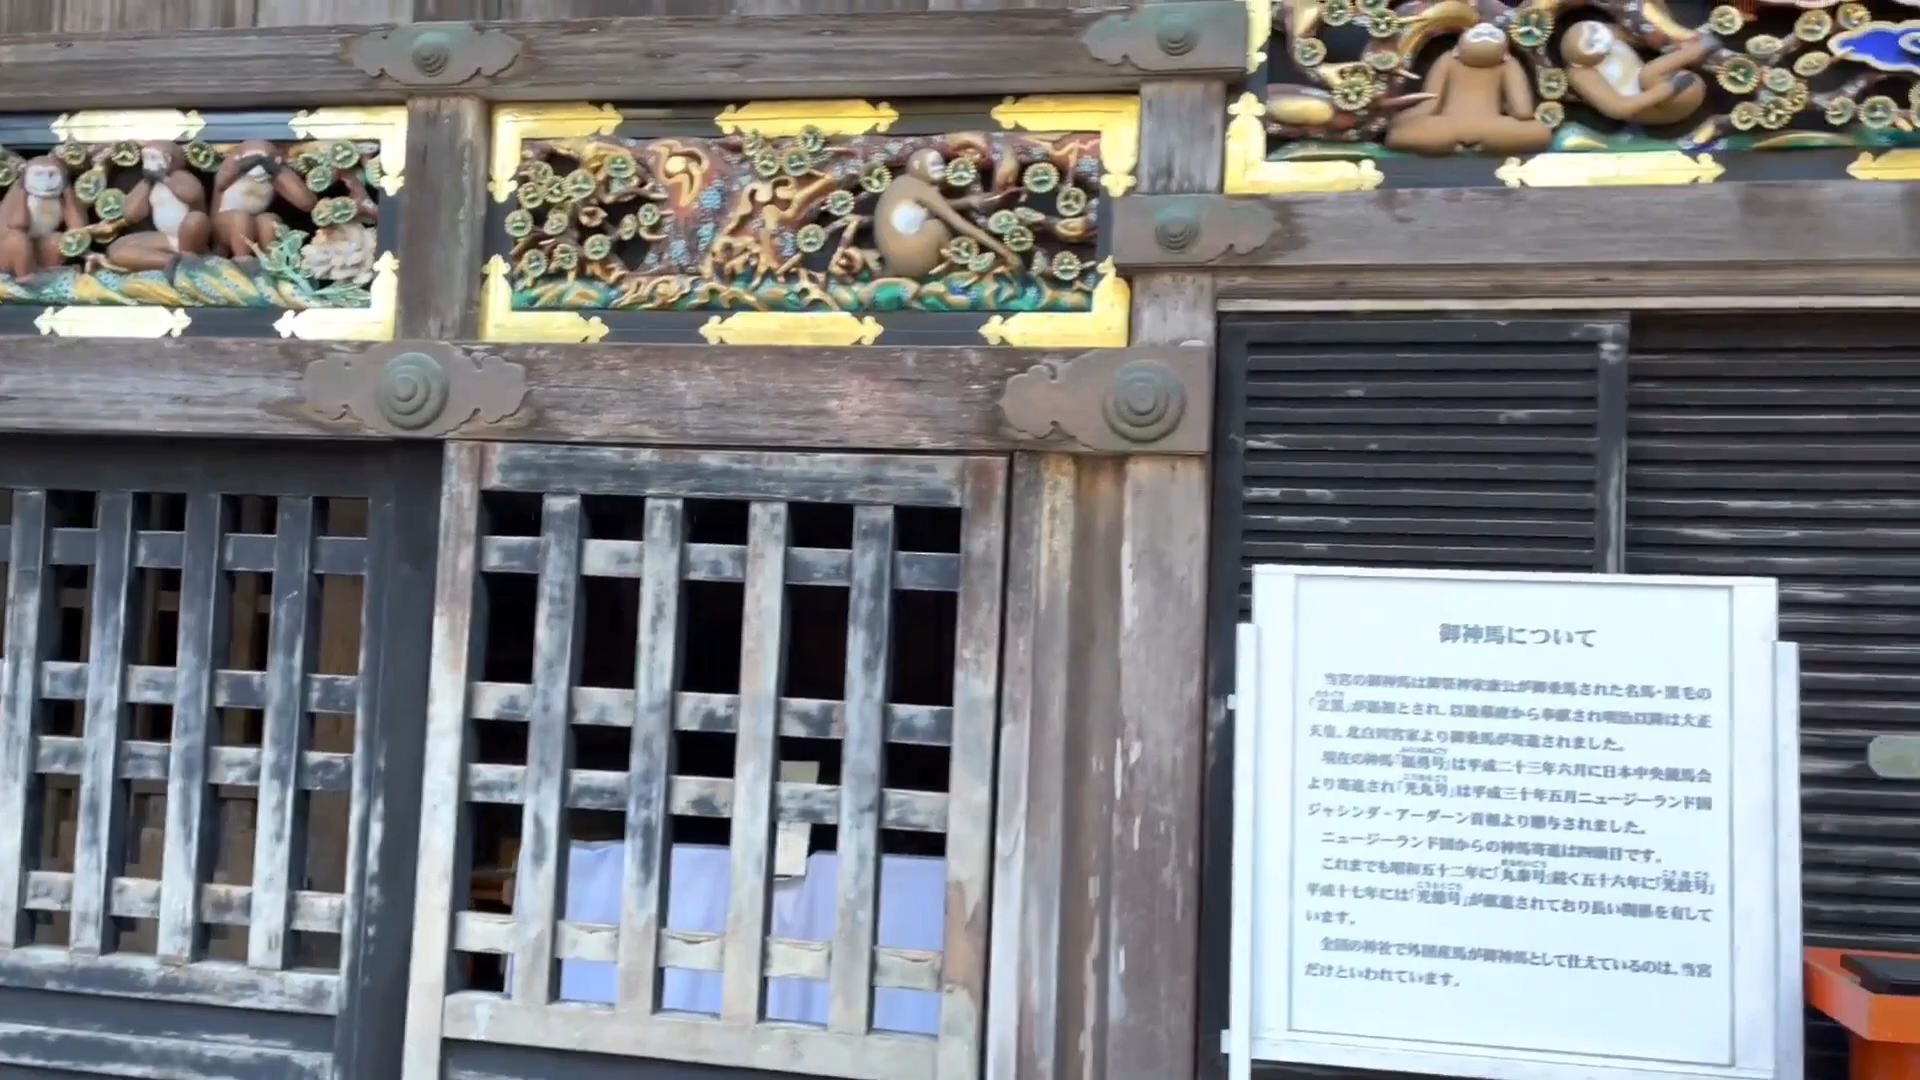 御神馬について
当宮の御神馬は御祭神家康公が御乗馬された名馬・黒毛の
「立黒」が最初とされ、以後幕府から奉献され明治以降は大正
天皇、北白川宮家より御乗馬が寄進されました。
現在の神馬「福勇号」は平成二十三年六月に日本中央競馬会
より寄進され「光丸号」は平成三十年五月ニュージーランド国
ジャシンダ・アーダーン首相より贈与されました。
ニュージーランド国からの神馬寄進は四頭目です。
これまでも昭和五十二年に「丸泰号」続く五十六年に「光波号」
平成十七年には「光徳号」が献進されており長い関係を有して
います。
全国の神社で外国産馬が御神馬として仕えているのは、当宮
だけといわれています。